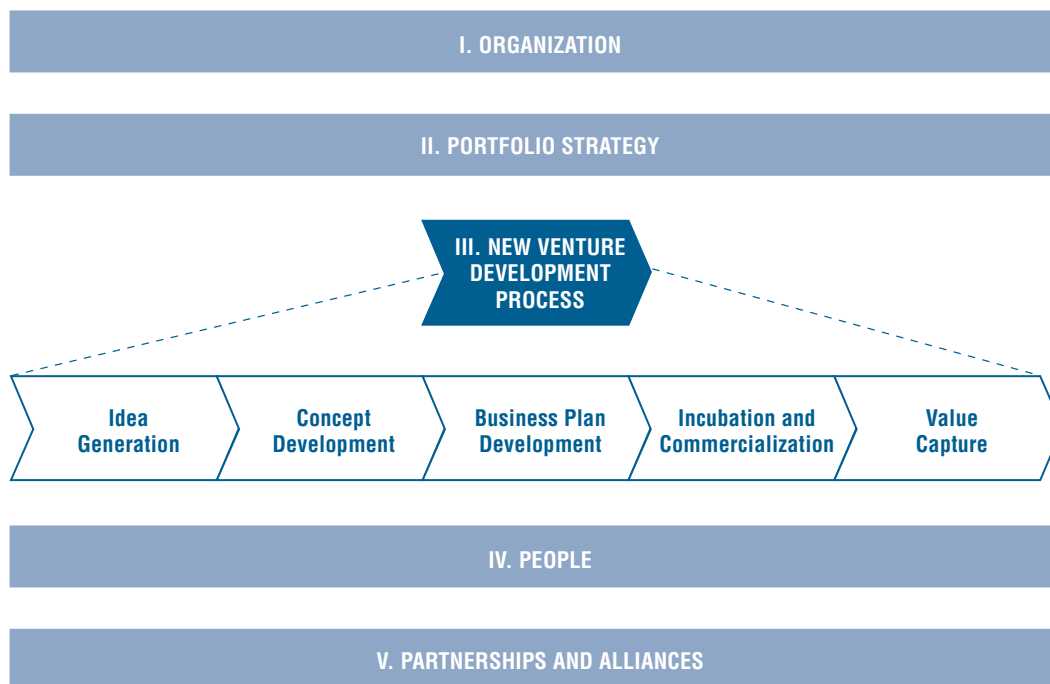 I. ORGANIZATION
II. PORTFOLIO STRATEGY
III. NEW VENTURE
DEVELOPMENT
PROCESS
Idea
Generation
Concept
Development
Business Plan
Development
Incubation and
Commercialization
Value
Capture
IV. PEOPLE
V. PARTNERSHIPS AND ALLIANCES